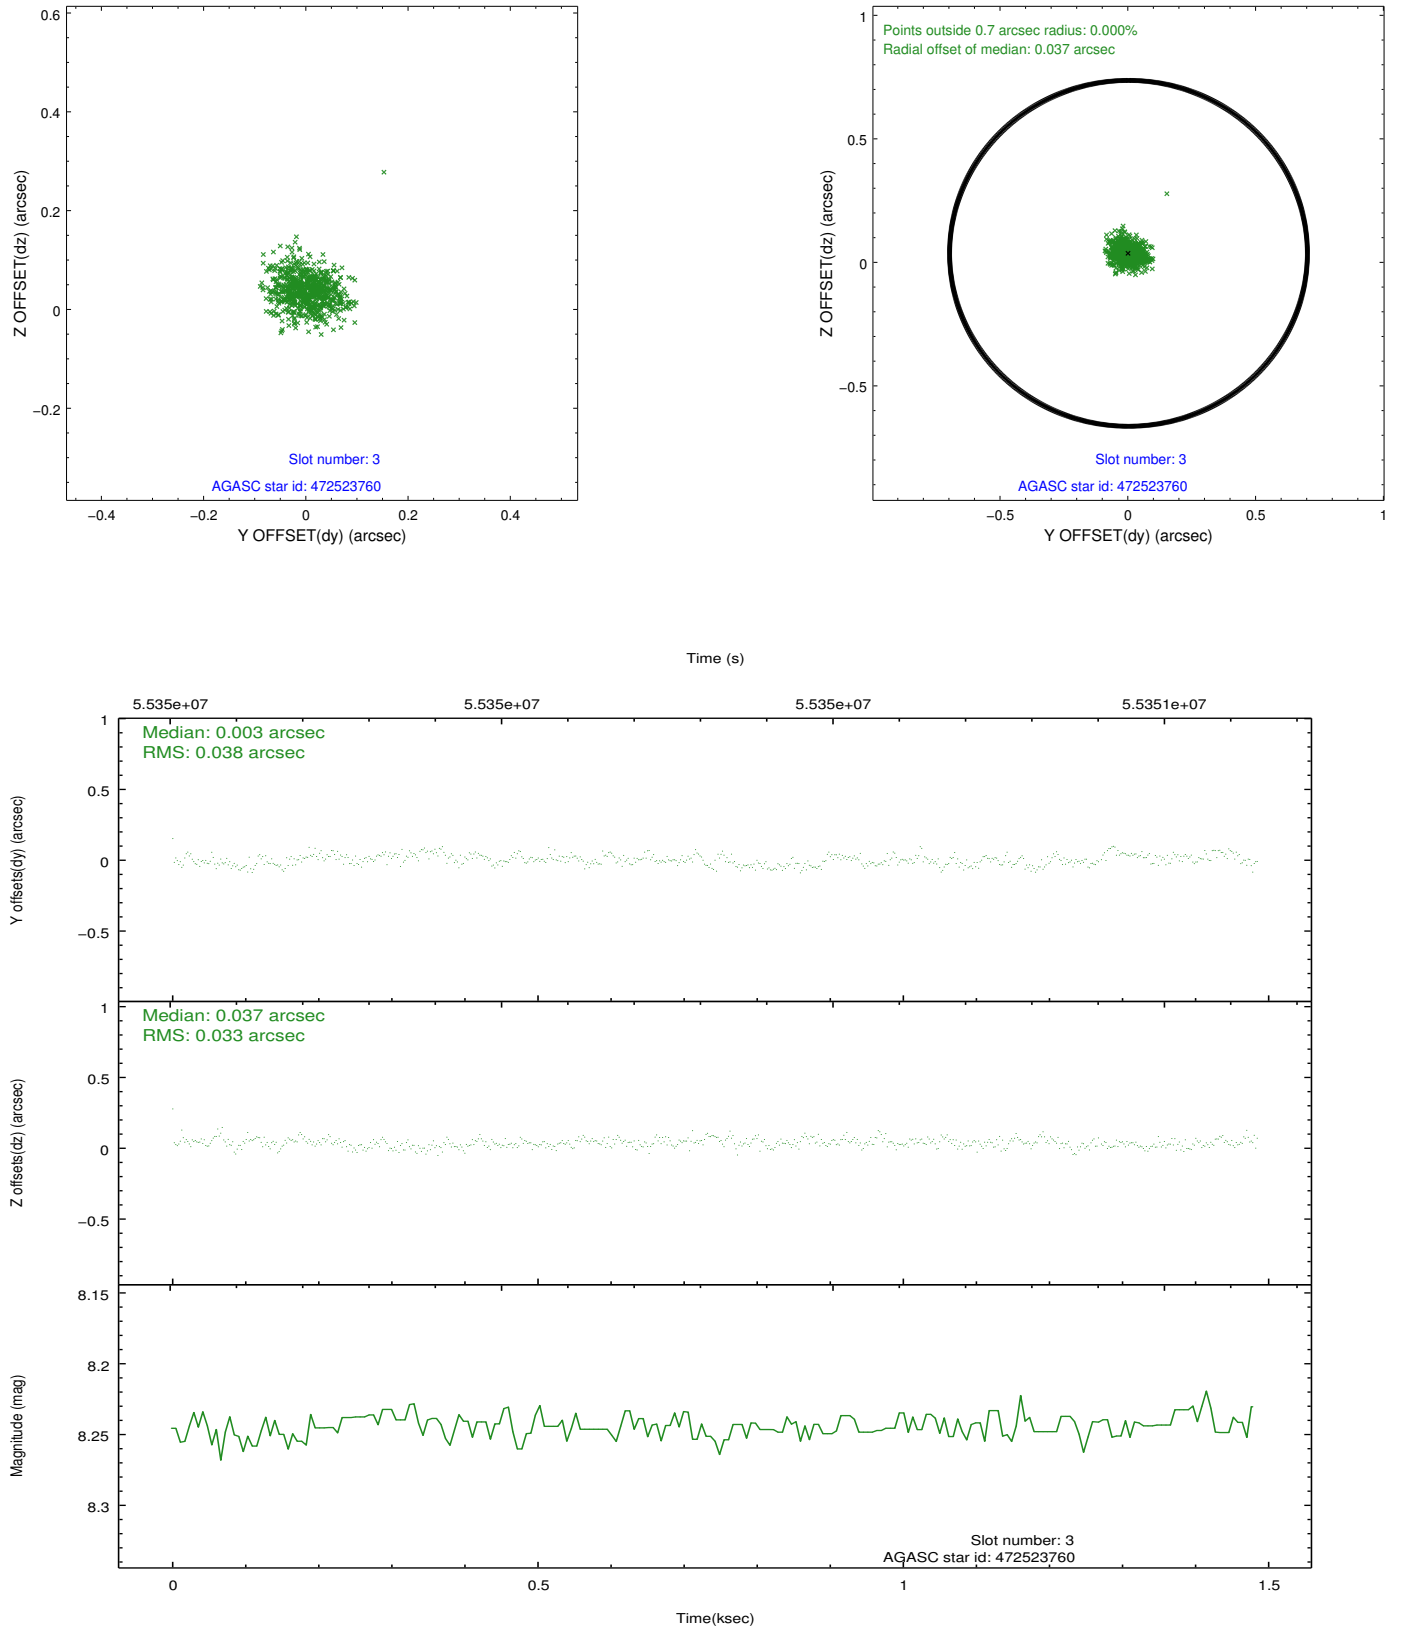 0.6
0.4
0.2
0
−0.2
Z OFFSET(dz) (arcsec)
Slot number: 3
AGASC star id: 472523760
−0.4 −0.2 0 0.2 0.4
Y OFFSET(dy) (arcsec)
1
0.5
0
−0.5
Z OFFSET(dz) (arcsec)
Points outside 0.7 arcsec radius: 0.000%
Radial offset of median: 0.037 arcsec
Slot number: 3
AGASC star id: 472523760
−0.5 0 0.5 1
Y OFFSET(dy) (arcsec)
Time (s)
5.535e+07 5.535e+07 5.535e+07 5.5351e+07
1
0.5
0
−0.5
Y offsets(dy) (arcsec)
Median: 0.003 arcsec
RMS: 0.038 arcsec
1
0.5
0
−0.5
Z offsets(dz) (arcsec)
Median: 0.037 arcsec
RMS: 0.033 arcsec
8.15
8.2
8.25
8.3
Magnitude (mag)
Slot number: 3
AGASC star id: 472523760
0 0.5 1 1.5
Time(ksec)